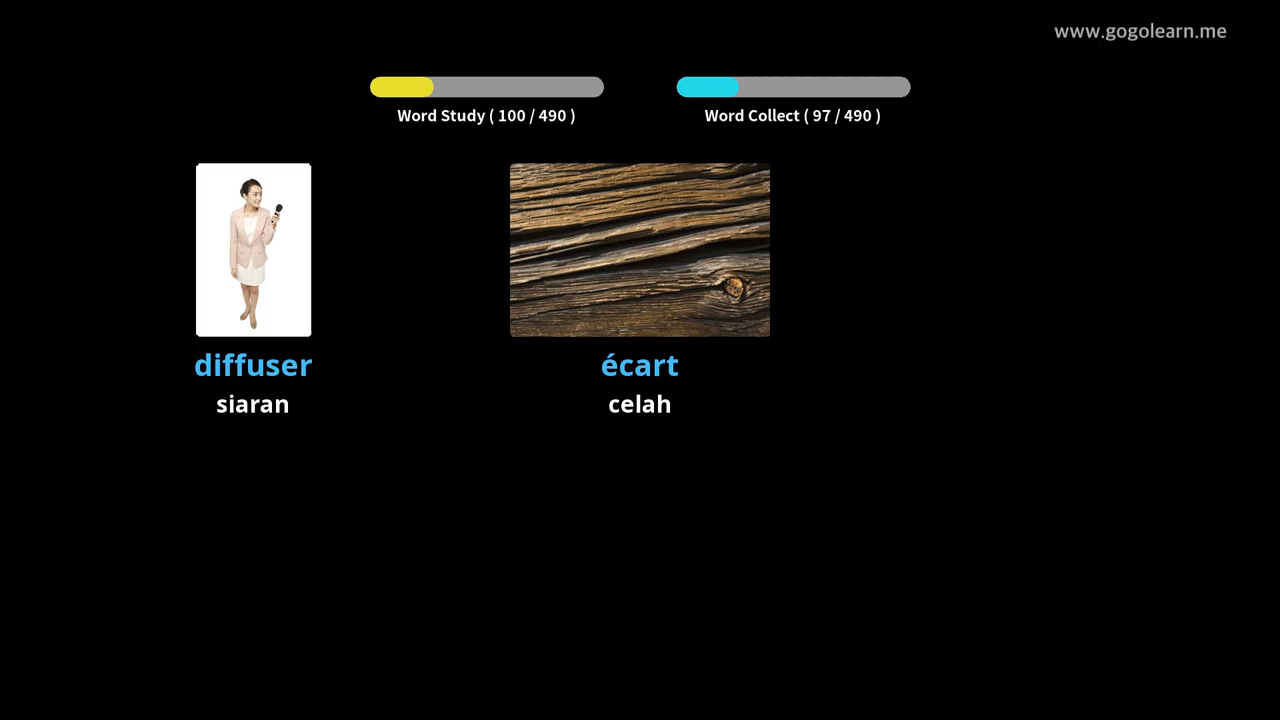 www.gogolearn.me
Word Study ( 100 / 490 )
Word Collect ( 97 / 490 )
diffuser
siaran
écart
celah